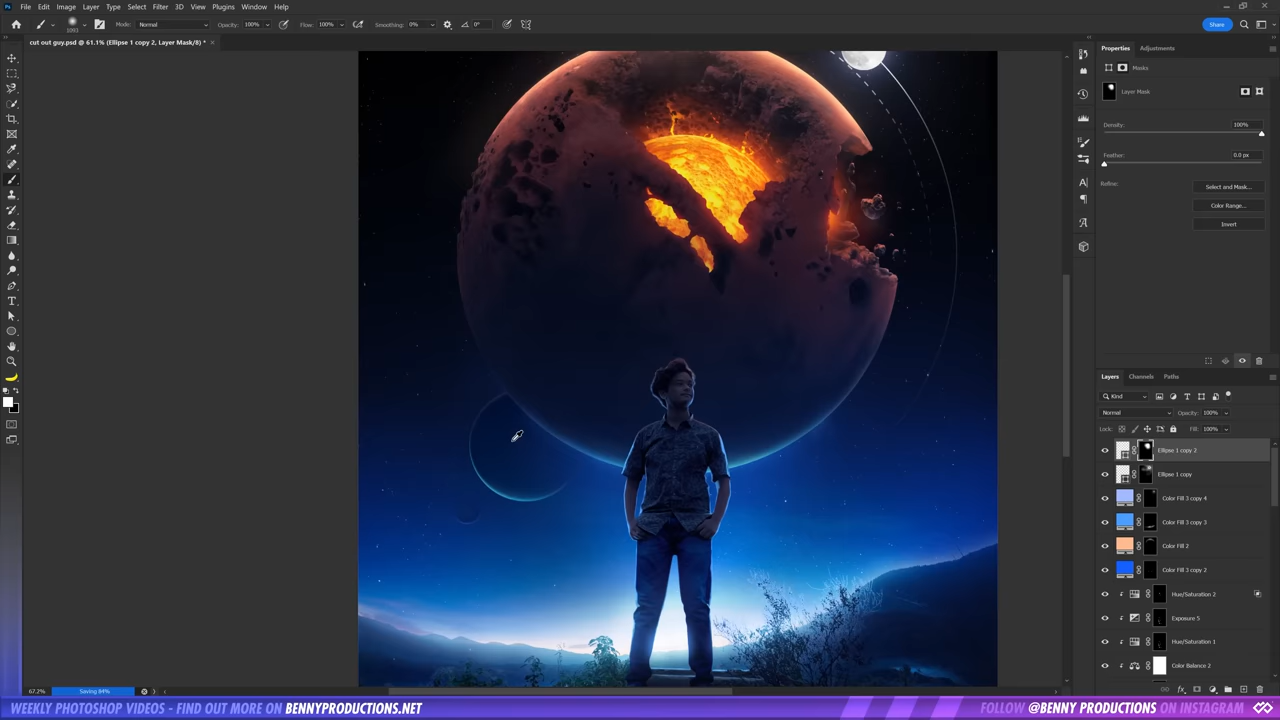 File Edit Image Layer Type Select Filter 3D View Plugins Window Help
Mode: Normal Opacity: 100% Flow: 100% Smoothing: 0% 0° Share
1093
cut out guy.psd @ 61.1% (Ellipse 1 copy 2, Layer Mask/8) *
Properties Adjustments
Masks
Layer Mask
Density: 100%
Feather: 0.0 px
Refine: Select and Mask...
Color Range...
Invert
Layers Channels Paths
Kind
Normal Opacity: 100%
Lock: Fill: 100%
Ellipse 1 copy 2
Ellipse 1 copy
Color Fill 3 copy 4
Color Fill 3 copy 3
Color Fill 2
Color Fill 3 copy 2
Hue/Saturation 2
Exposure 5
Hue/Saturation 1
Color Balance 2
67.2% Saving 84%
WEEKLY PHOTOSHOP VIDEOS - FIND OUT MORE ON BENNYPRODUCTIONS.NET
FOLLOW @BENNY PRODUCTIONS ON INSTAGRAM